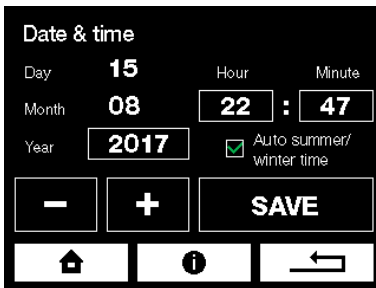 Date & time
Day 15 Hour Minute
Month 08 22 : 47
Year 2017 Auto summer/
winter time
− + SAVE